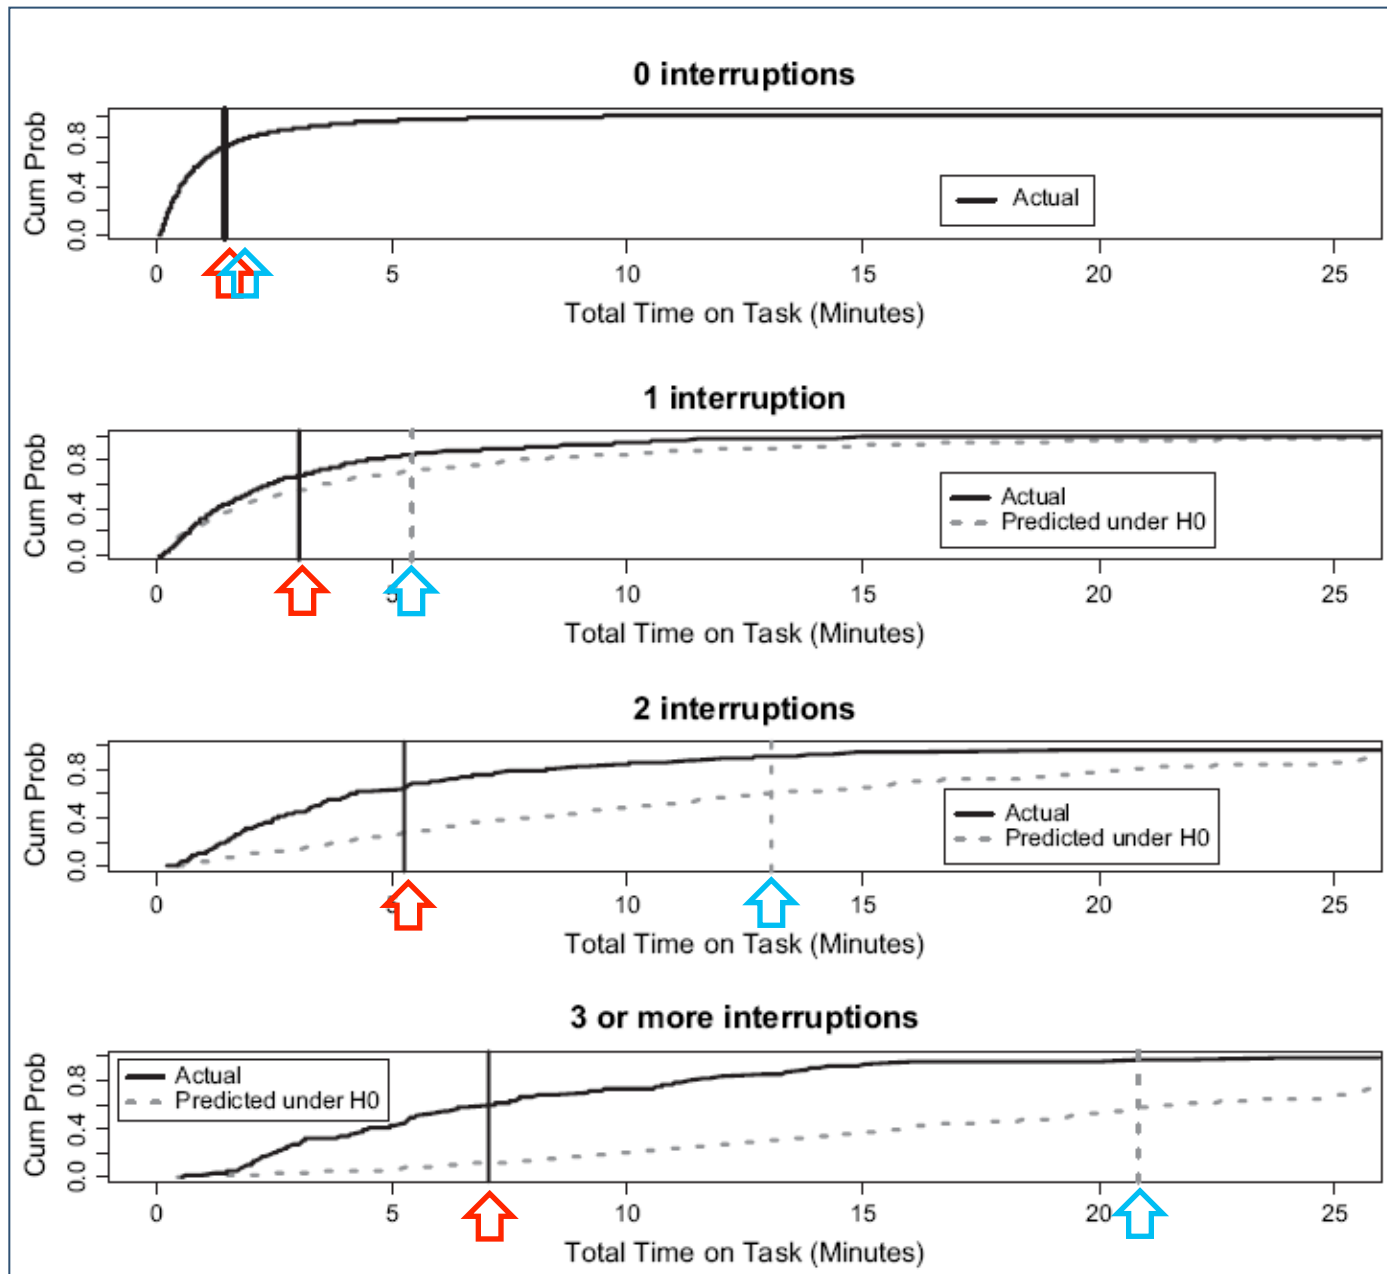 0 interruptions
Cum Prob
0.0 0.4 0.8
Actual
0 5 10 15 20 25
Total Time on Task (Minutes)
1 interruption
Cum Prob
0.0 0.4 0.8
Actual
Predicted under H0
0 5 10 15 20 25
Total Time on Task (Minutes)
2 interruptions
Cum Prob
0.0 0.4 0.8
Actual
Predicted under H0
0 5 10 15 20 25
Total Time on Task (Minutes)
3 or more interruptions
Cum Prob
0.0 0.4 0.8
Actual
Predicted under H0
0 5 10 15 20 25
Total Time on Task (Minutes)